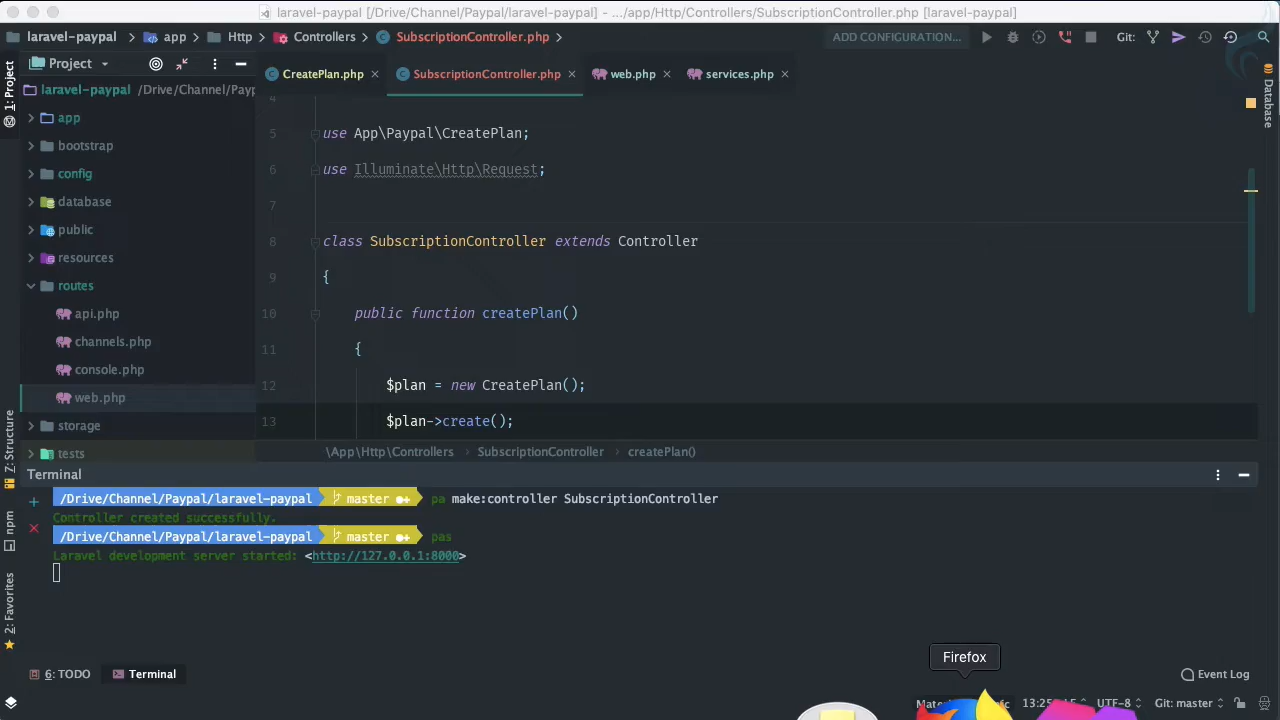 laravel-paypal [/Drive/Channel/Paypal/laravel-paypal] - .../app/Http/Controllers/SubscriptionController.php [laravel-paypal]
laravel-paypal app Http Controllers SubscriptionController.php ADD CONFIGURATION... Git:
Project
CreatePlan.php SubscriptionController.php web.php services.php
1: Project
Database
laravel-paypal /Drive/Channel/Payp
app
bootstrap
config
database
public
resources
routes
api.php
channels.php
console.php
web.php
storage
tests
4
5 use App\Paypal\CreatePlan;
6 use Illuminate\Http\Request;
7
8 class SubscriptionController extends Controller
9 {
10 public function createPlan()
11 {
12 $plan = new CreatePlan();
13 $plan->create();
\App\Http\Controllers SubscriptionController createPlan()
Z: Structure
npm
2: Favorites
Terminal
/Drive/Channel/Paypal/laravel-paypal master pa make:controller SubscriptionController
Controller created successfully.
/Drive/Channel/Paypal/laravel-paypal master pas
Laravel development server started: <http://127.0.0.1:8000>
Firefox
6: TODO Terminal Event Log
UTF-8 Git: master